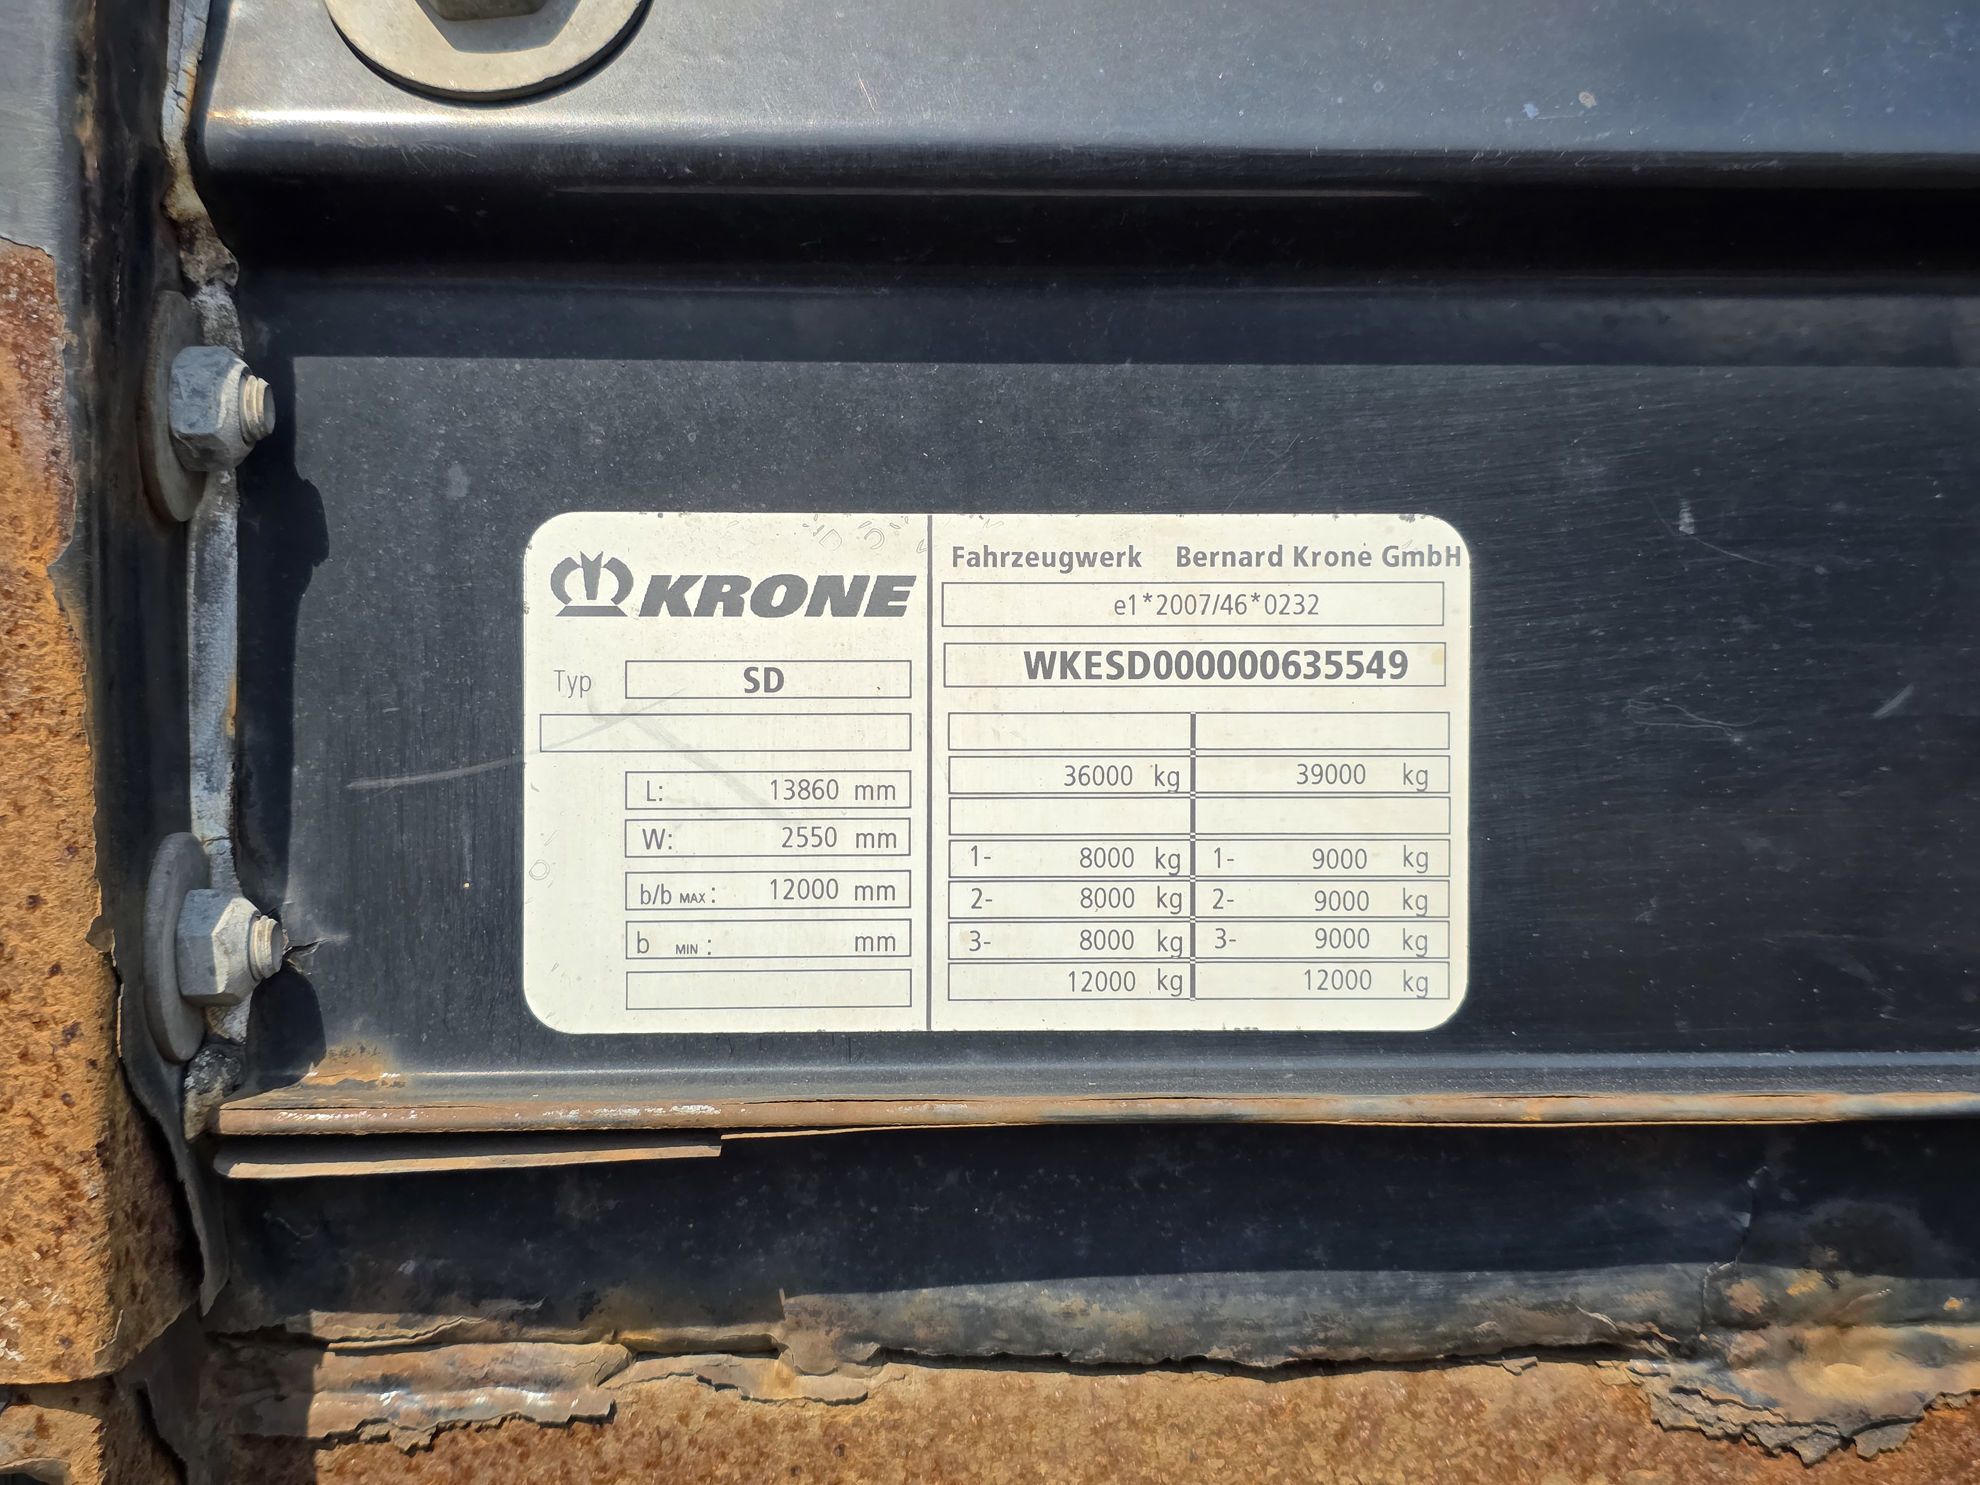 KRONE
Typ SD
L: 13860 mm
W: 2550 mm
b/b MAX : 12000 mm
b MIN : mm
Fahrzeugwerk Bernard Krone GmbH
e1*2007/46*0232
WKESD000000635549
36000 kg 39000 kg
1- 8000 kg 1- 9000 kg
2- 8000 kg 2- 9000 kg
3- 8000 kg 3- 9000 kg
12000 kg 12000 kg